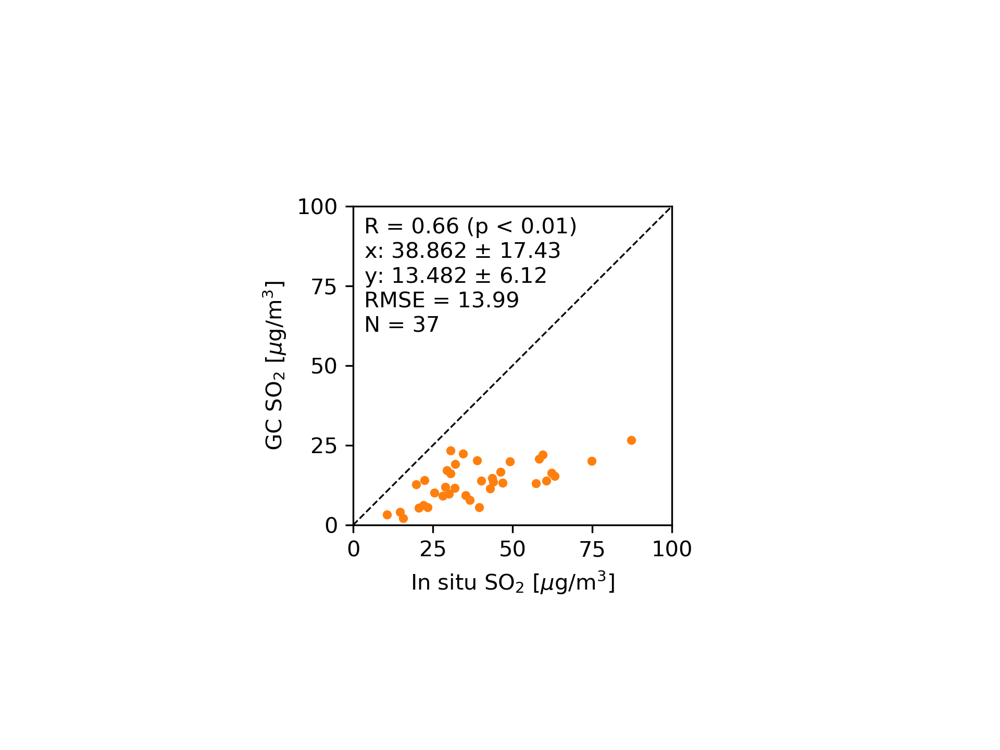 100
75
50
25
0
GC SO₂ [μg/m³]
R = 0.66 (p < 0.01)
x: 38.862 ± 17.43
y: 13.482 ± 6.12
RMSE = 13.99
N = 37
0 25 50 75 100
In situ SO₂ [μg/m³]